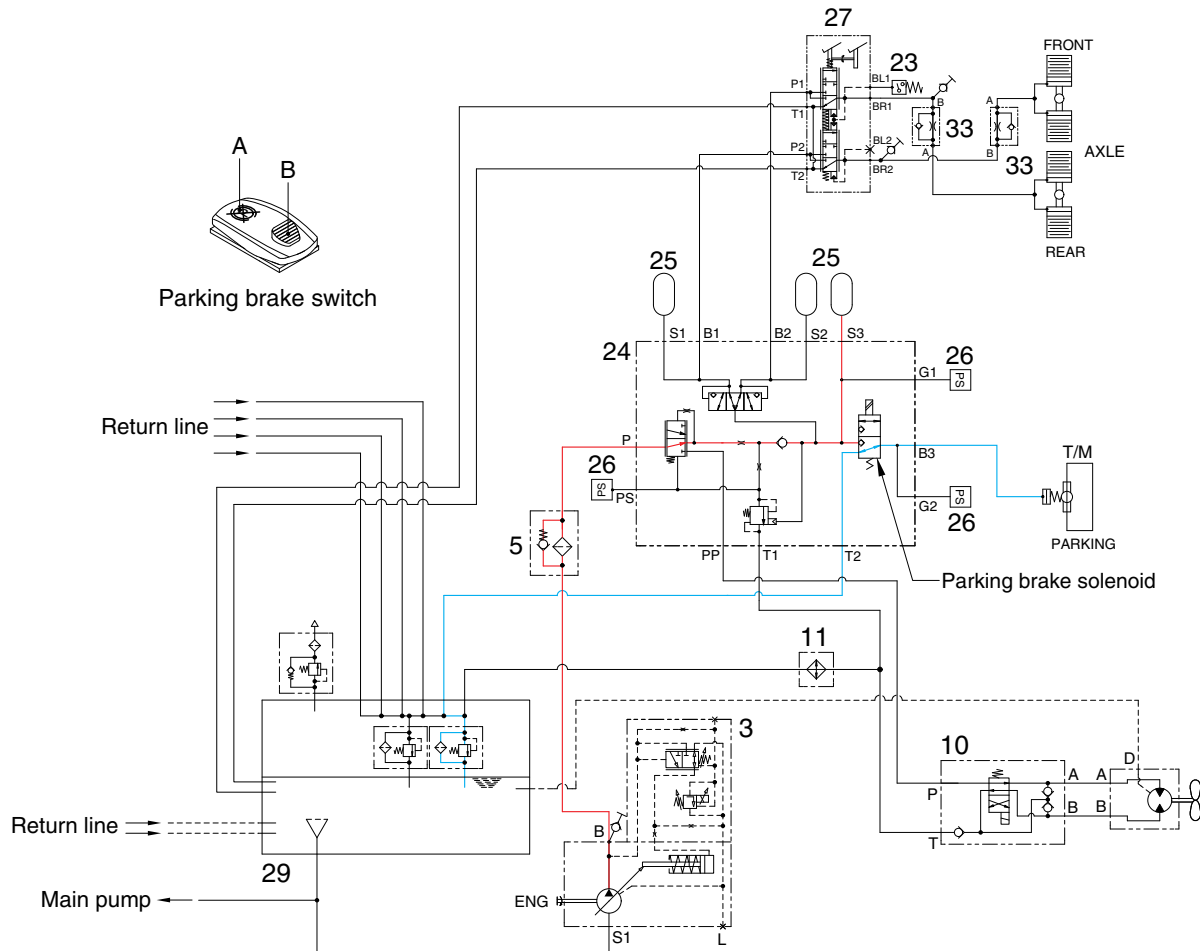 27
23
FRONT
P1
BL1
BR1
T1
B
A
33
P2
BL2
AXLE
T2
BR2
A
B
33
REAR
A
B
Parking brake switch
25
25
S1
B1
B2
S2
S3
24
26
G1
PS
Return line
P
B3
T/M
26
PS
PS
PS
G2
26
PARKING
5
PP
T1
T2
Parking brake solenoid
11
3
10
D
A
A
P
B
B
T
B
Return line
29
ENG
Main pump
S1
L